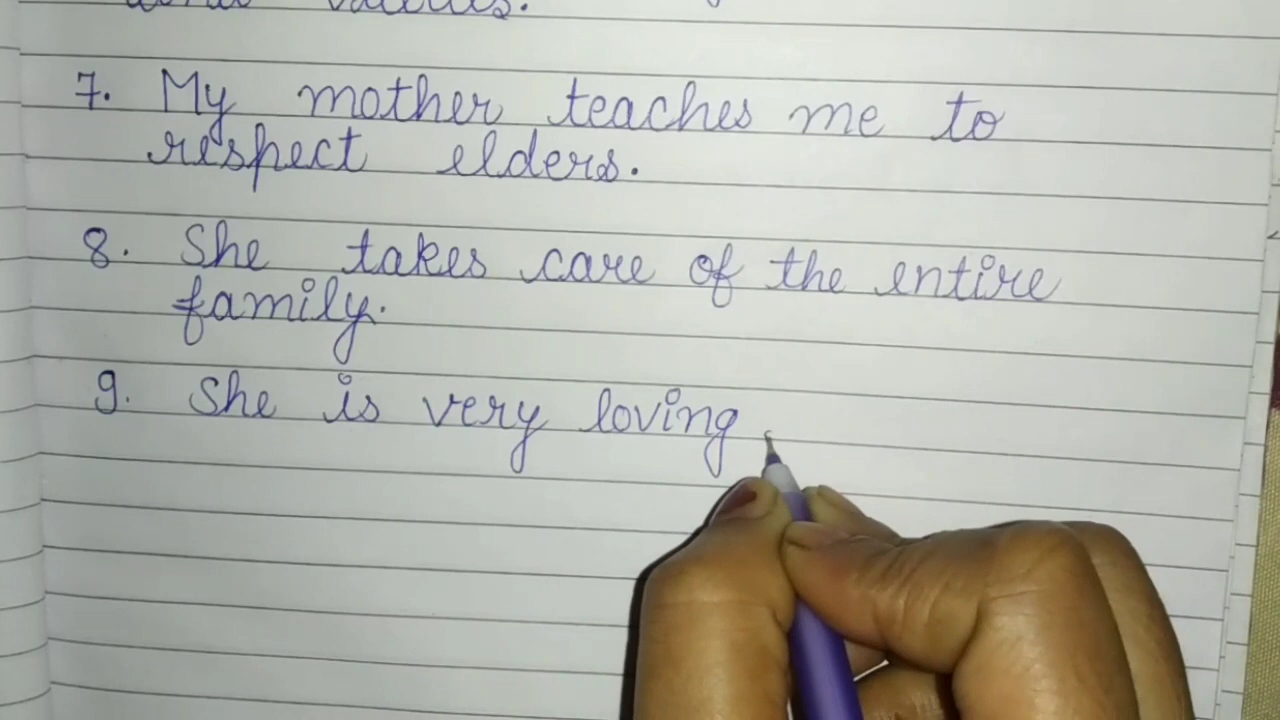 7. My mother teaches me to
respect elders.
8. She takes care of the entire
family.
9. She is very loving